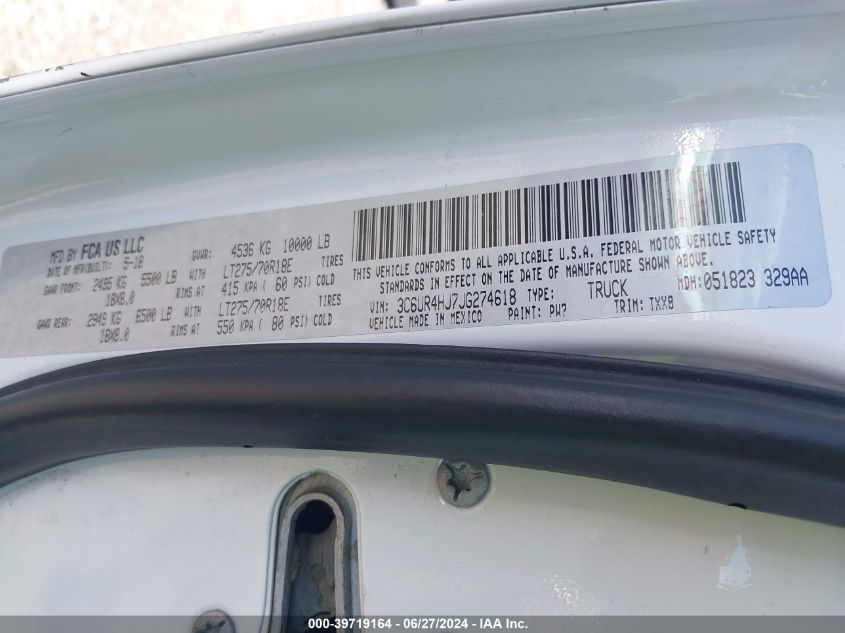 MFD BY FCA US LLC
DATE OF MFR(BUILT): 5-18 GVWR: 4536 KG 10000 LB
GAWR FRONT: 2495 KG 5500 LB WITH LT275/70R18E TIRES
18X8.0 RIMS AT 415 KPA ( 60 PSI) COLD
GAWR REAR: 2949 KG 6500 LB WITH LT275/70R18E TIRES
18X8.0 RIMS AT 550 KPA ( 80 PSI) COLD
THIS VEHICLE CONFORMS TO ALL APPLICABLE U.S.A. FEDERAL MOTOR VEHICLE SAFETY
STANDARDS IN EFFECT ON THE DATE OF MANUFACTURE SHOWN ABOVE.
VIN: 3C6UR4HJ7JG274618 TYPE: TRUCK MDH: 051823 329AA
VEHICLE MADE IN MEXICO PAINT: PW7 TRIM: TXX8
000-39719164 - 06/27/2024 - IAA Inc.